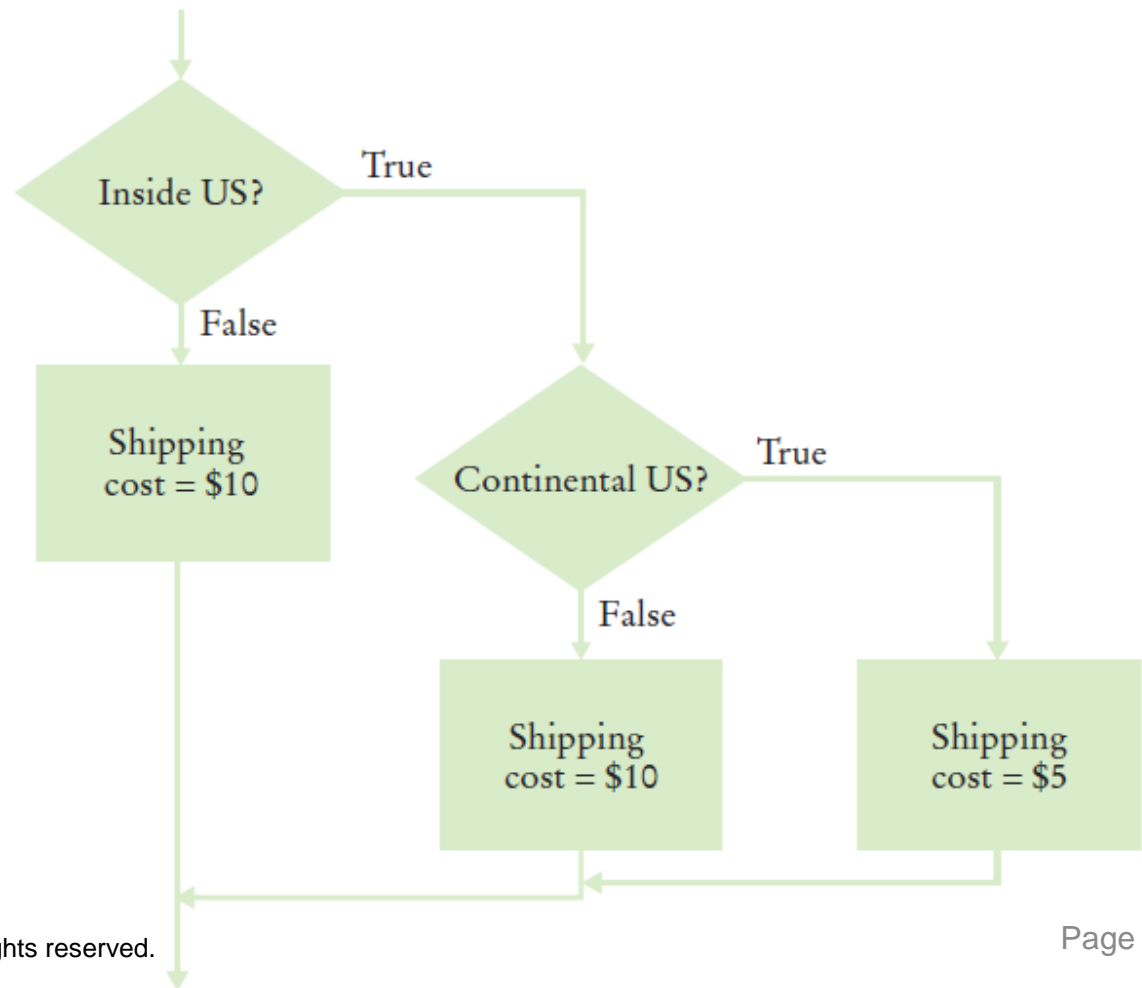 True
Inside US?
False
Shipping
cost = $10
True
Continental US?
False
Shipping
cost = $10
Shipping
cost = $5
reserved.
Page